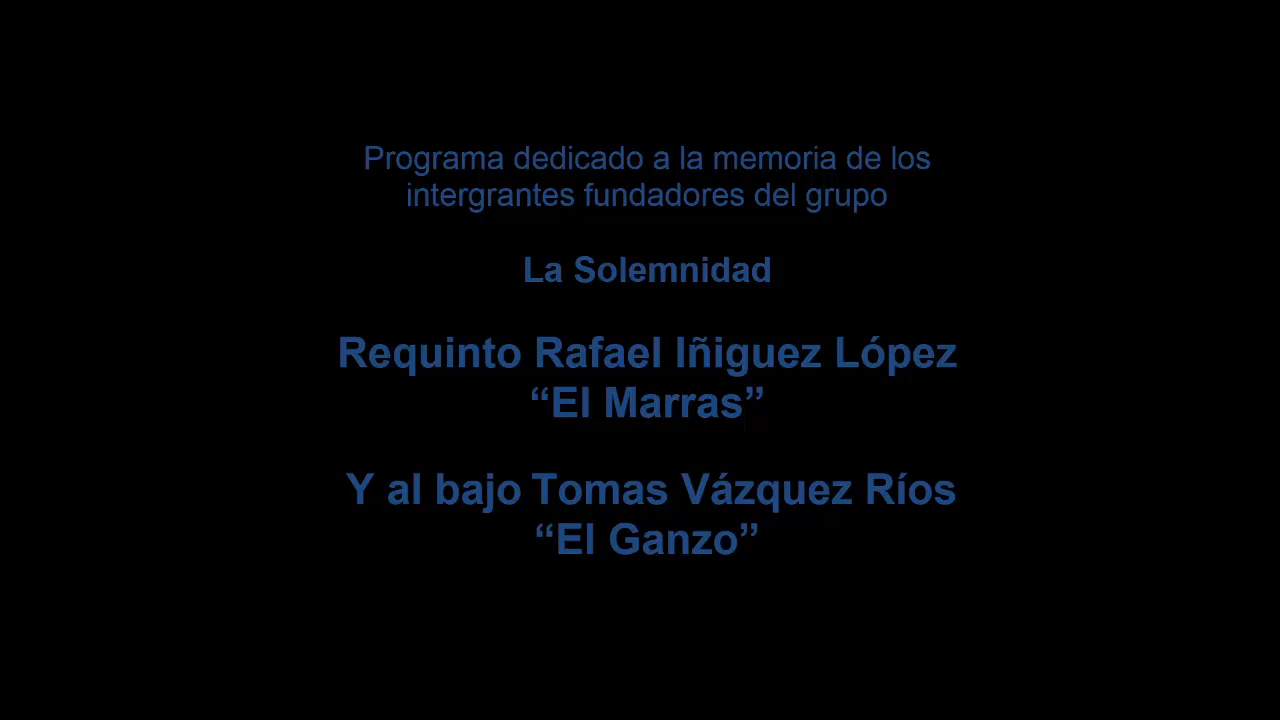 Programa dedicado a la memoria de los
intergrantes fundadores del grupo
La Solemnidad
Requinto Rafael Iñiguez López
“El Marras”
Y al bajo Tomas Vázquez Ríos
“El Ganzo”